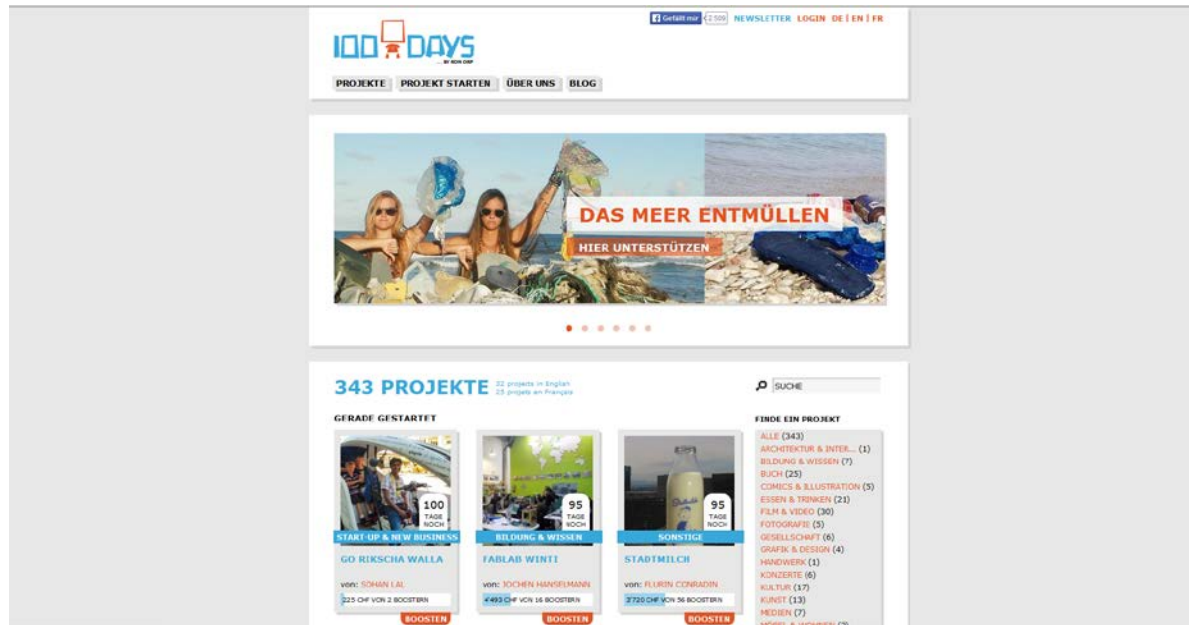 Gefällt mir 2.509 NEWSLETTER LOGIN DE | EN | FR
100 DAYS
... BY RON ORP
PROJEKTE PROJEKT STARTEN ÜBER UNS BLOG
DAS MEER ENTMÜLLEN
HIER UNTERSTÜTZEN
343 PROJEKTE
32 projects in English
25 projets en Français
SUCHE
GERADE GESTARTET
100
TAGE
NOCH
START-UP & NEW BUSINESS
GO RIKSCHA WALLA
von: SOHAN LAL
225 CHF VON 2 BOOSTERN
BOOSTEN
95
TAGE
NOCH
BILDUNG & WISSEN
FABLAB WINTI
von: JOCHEN HANSELMANN
4'493 CHF VON 16 BOOSTERN
BOOSTEN
95
TAGE
NOCH
SONSTIGE
STADTMILCH
von: FLURIN CONRADIN
3'720 CHF VON 56 BOOSTERN
BOOSTEN
FINDE EIN PROJEKT
ALLE (343)
ARCHITEKTUR & INTER... (1)
BILDUNG & WISSEN (7)
BUCH (25)
COMICS & ILLUSTRATION (5)
ESSEN & TRINKEN (21)
FILM & VIDEO (30)
FOTOGRAFIE (5)
GESELLSCHAFT (6)
GRAFIK & DESIGN (4)
HANDWERK (1)
KONZERTE (6)
KULTUR (17)
KUNST (13)
MEDIEN (7)